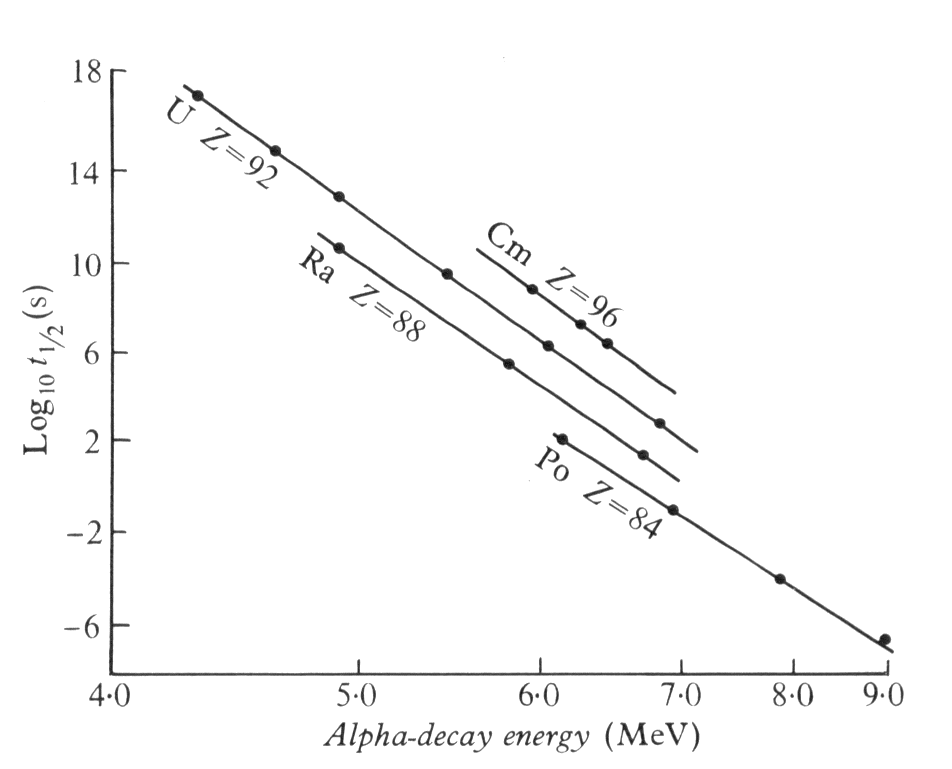 18
14
10
6
2
−2
−6
Log₁₀ t₁/₂(s)
U Z=92
Ra Z=88
Cm Z=96
Po Z=84
4·0 5·0 6·0 7·0 8·0 9·0
Alpha-decay energy (MeV)